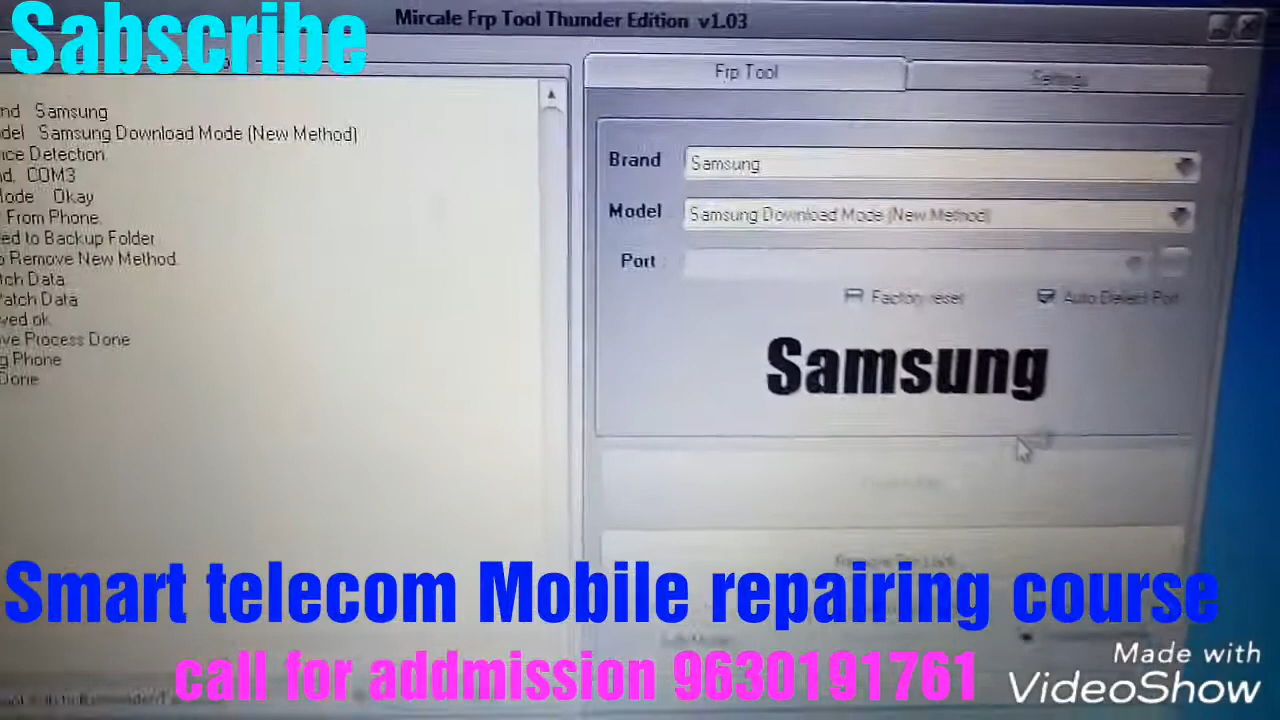 Sabscribe
Mircale Frp Tool Thunder Edition v1.03
Frp Tool
Settings
nd Samsung
del Samsung Download Mode (New Method)
ice Detection
nd. COM3
Mode Okay
From Phone.
ed to Backup Folder
o Remove New Method.
tch Data
Patch Data
ved ok.
ve Process Done
g Phone
Done
Brand Samsung
Model Samsung Download Mode (New Method)
Port :
Factory reset
Auto Detect Port
Samsung
Smart telecom Mobile repairing course
call for addmission 9630191761
Made with
VideoShow